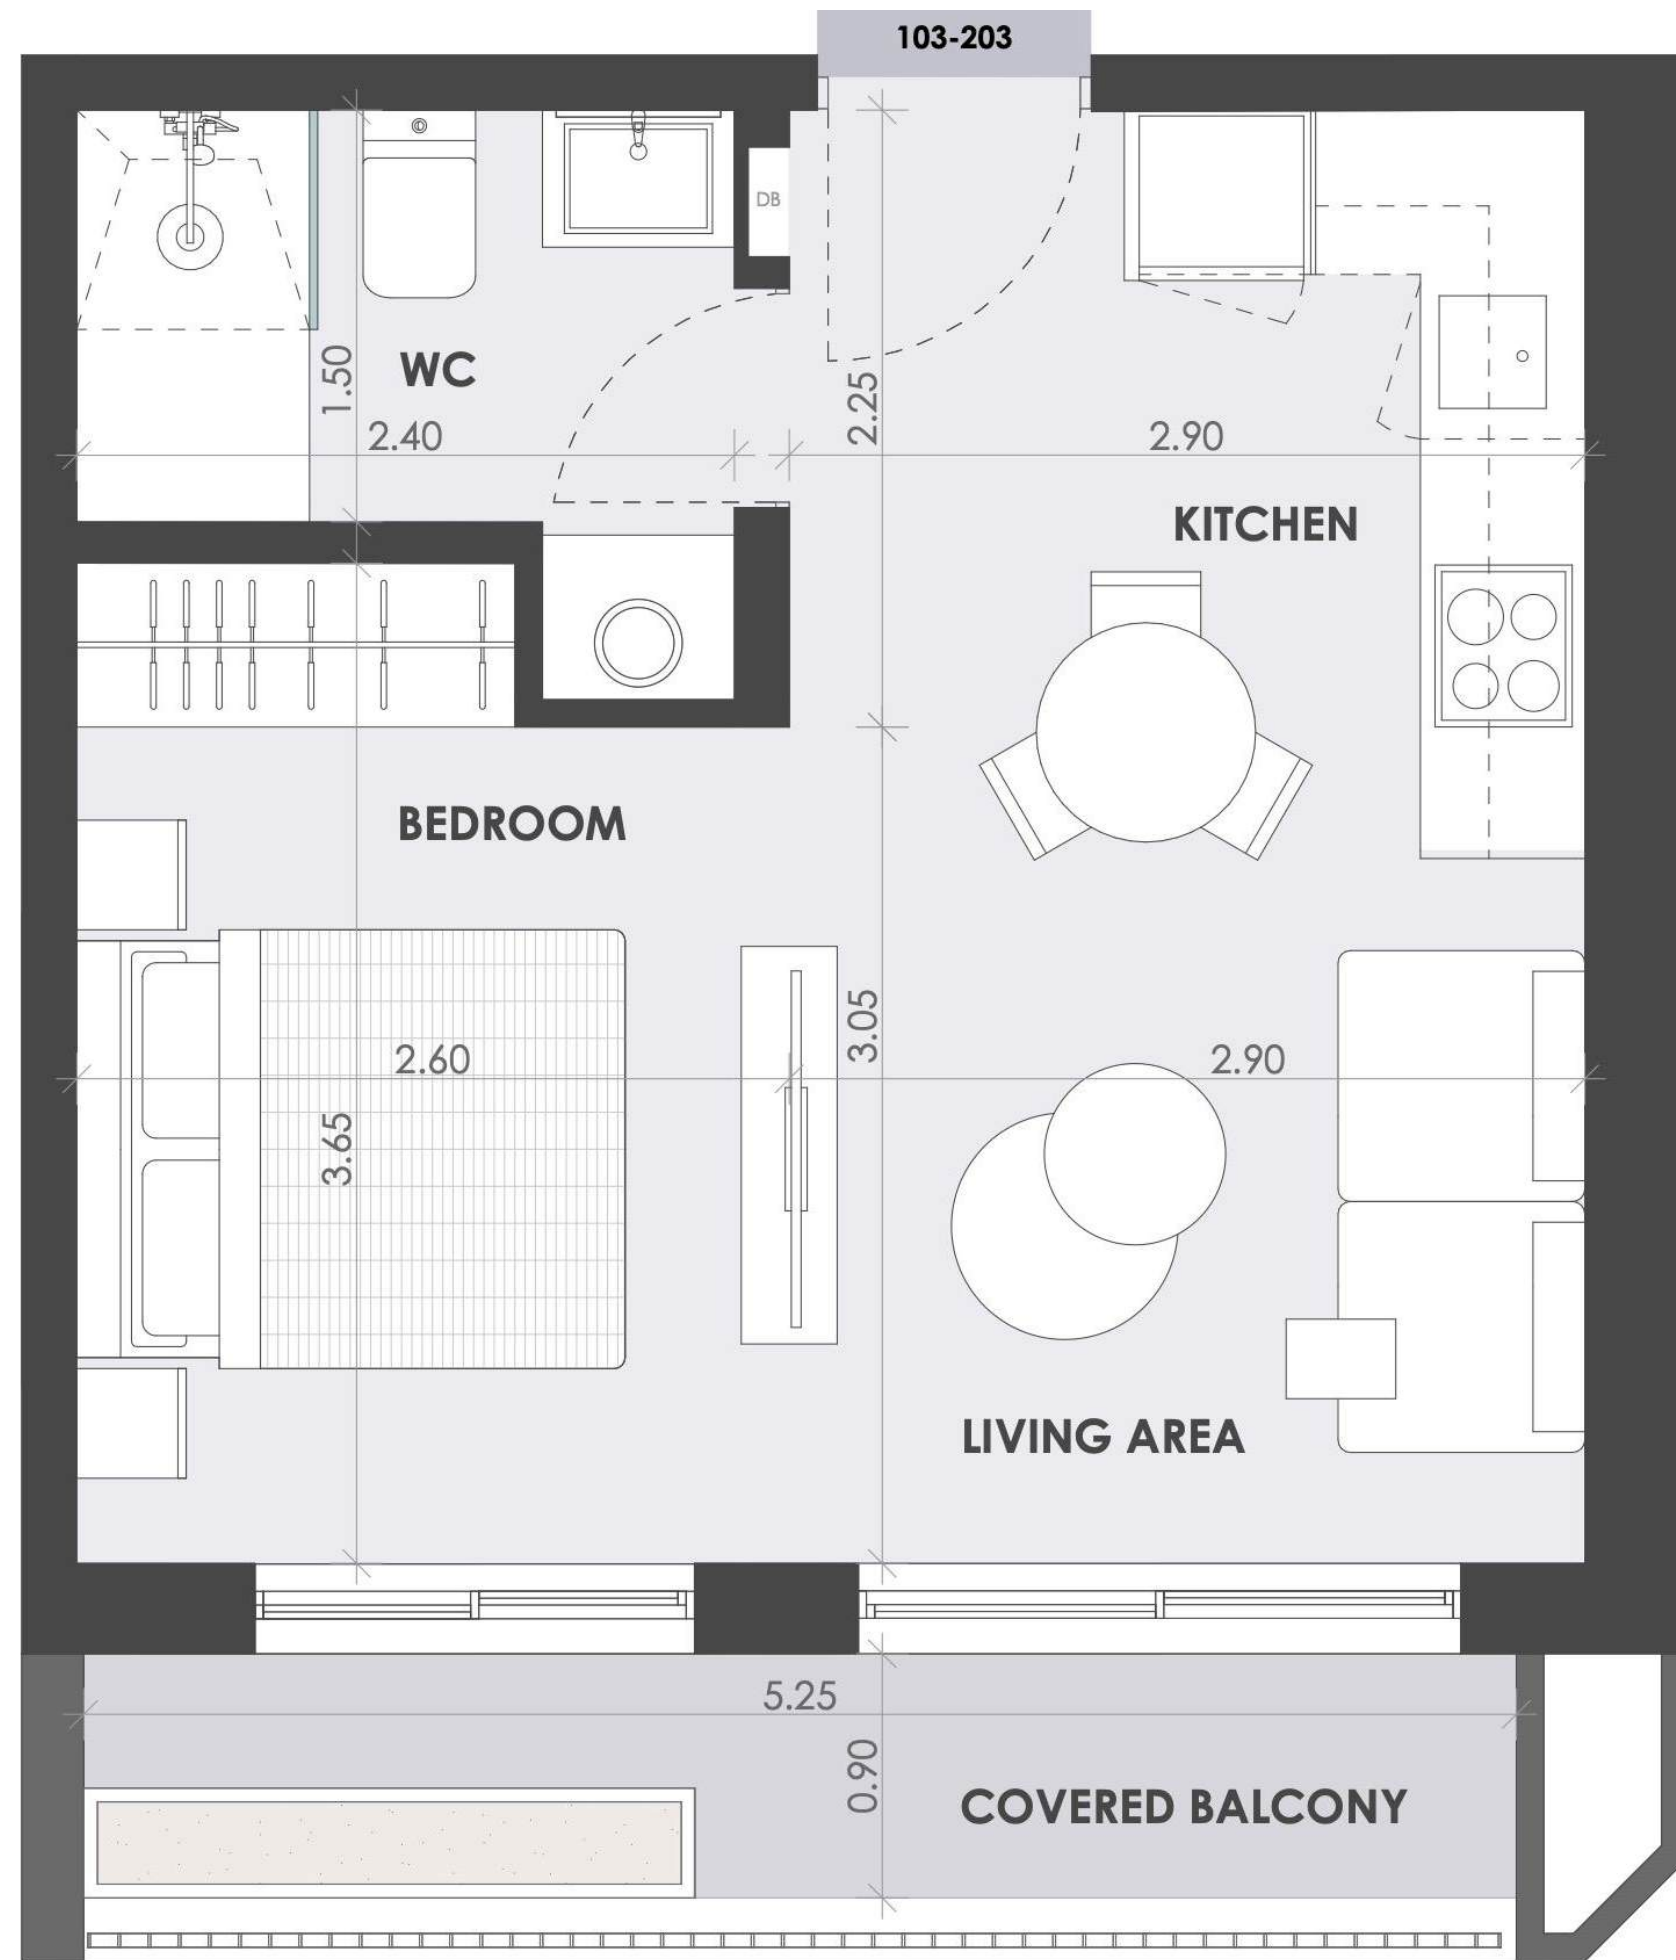 103-203
DB
WC
1.50
2.40
2.25
2.90
KITCHEN
BEDROOM
2.60
3.65
3.05
2.90
LIVING AREA
5.25
0.90
COVERED BALCONY